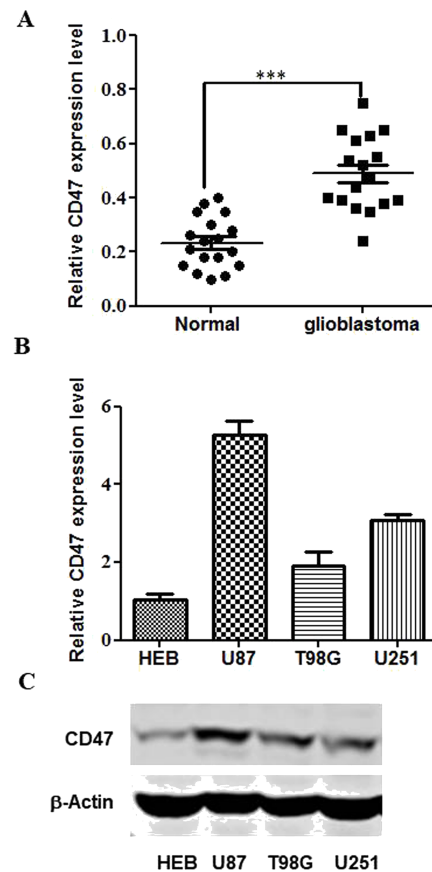 A
Relative CD47 expression level
1.0
0.8
0.6
0.4
0.2
0.0
***
Normal glioblastoma
B
Relative CD47 expression level
6
4
2
0
HEB U87 T98G U251
C
CD47
β-Actin
HEB U87 T98G U251